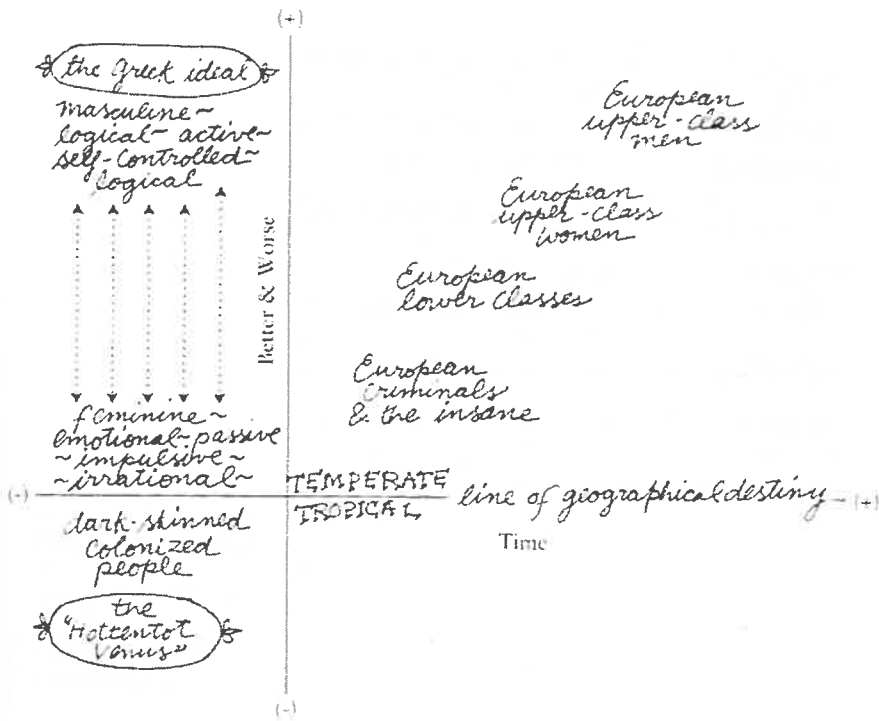 (+)
the Greek ideal
masculine~
logical~ active~
self-controlled~
logical
Better & Worse
feminine~
emotional~passive
~impulsive~
~irrational~
European
upper-class
men
European
upper-class
women
European
lower classes
European
criminals
& the insane
(-)
TEMPERATE
TROPICAL
line of geographical destiny
(+)
Time
dark-skinned
colonized
people
the
"Hottentot
Venus"
(-)